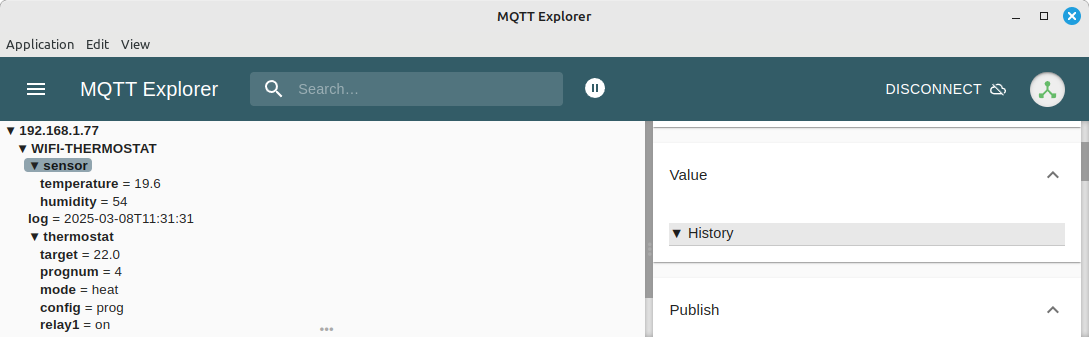 MQTT Explorer
Application Edit View
MQTT Explorer Search… DISCONNECT
▼ 192.168.1.77
▼ WIFI-THERMOSTAT
▼ sensor
temperature = 19.6
humidity = 54
log = 2025-03-08T11:31:31
▼ thermostat
target = 22.0
prognum = 4
mode = heat
config = prog
relay1 = on
Value
▼ History
Publish